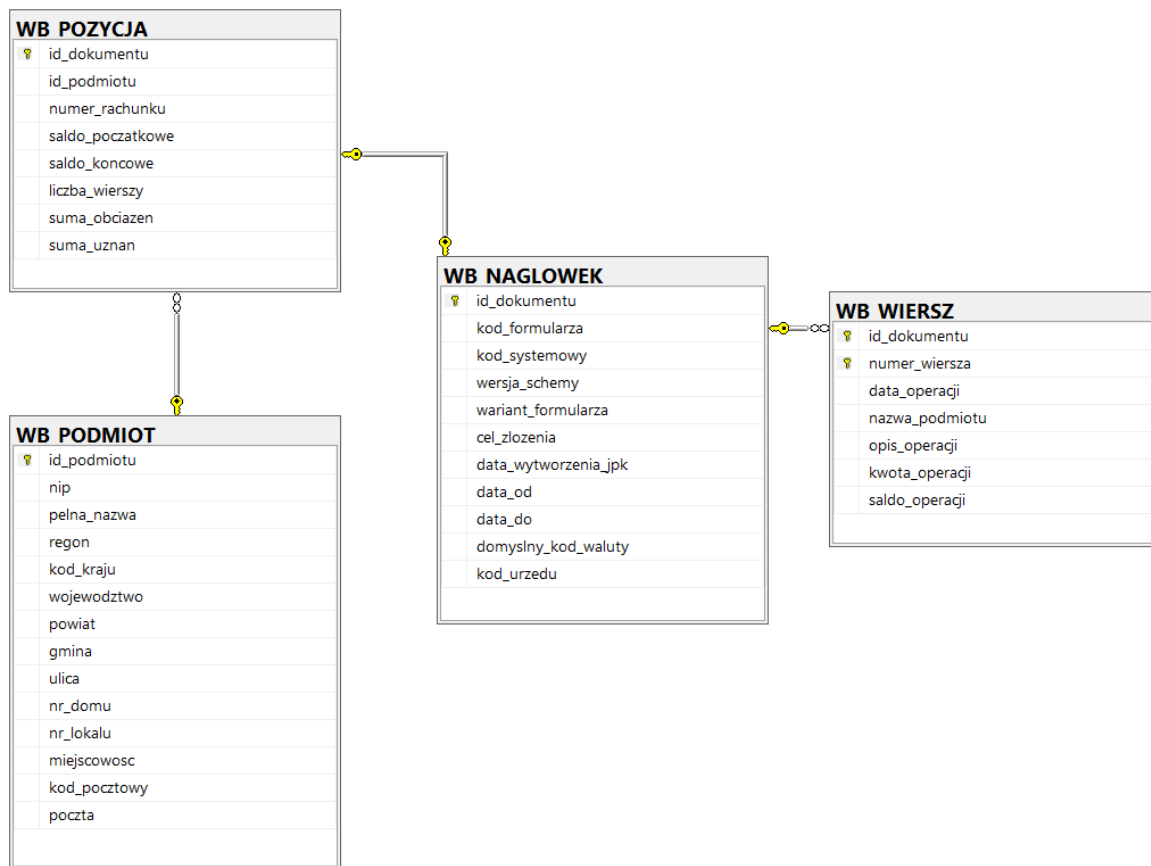 WB_POZYCJA
id_dokumentu
id_podmiotu
numer_rachunku
saldo_poczatkowe
saldo_koncowe
liczba_wierszy
suma_obciazen
suma_uznan
WB_PODMIOT
id_podmiotu
nip
pelna_nazwa
regon
kod_kraju
wojewodztwo
powiat
gmina
ulica
nr_domu
nr_lokalu
miejscowosc
kod_pocztowy
poczta
WB_NAGLOWEK
id_dokumentu
kod_formularza
kod_systemowy
wersja_schemy
wariant_formularza
cel_zlozenia
data_wytworzenia_jpk
data_od
data_do
domyslny_kod_waluty
kod_urzedu
WB_WIERSZ
id_dokumentu
numer_wiersza
data_operacji
nazwa_podmiotu
opis_operacji
kwota_operacji
saldo_operacji